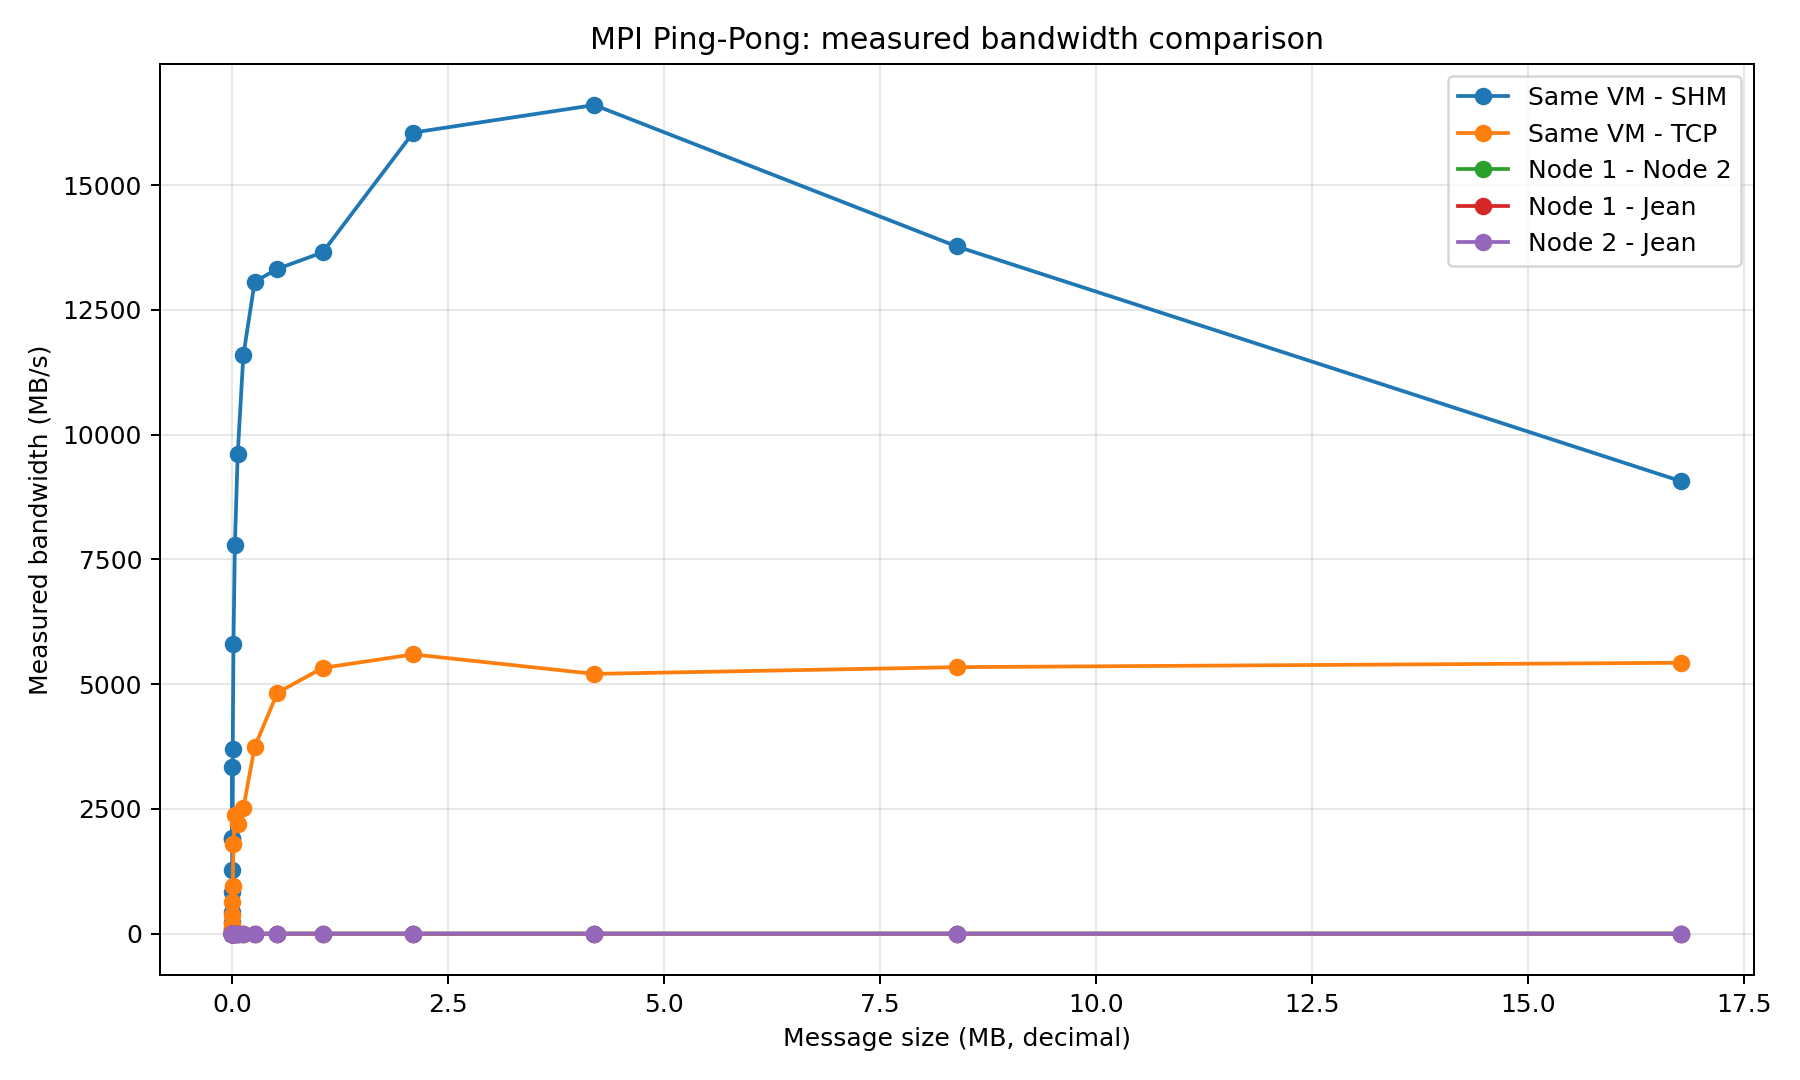 MPI Ping-Pong: measured bandwidth comparison
Same VM - SHM
Same VM - TCP
Node 1 - Node 2
Node 1 - Jean
Node 2 - Jean
Measured bandwidth (MB/s)
15000
12500
10000
7500
5000
2500
0
0.0 2.5 5.0 7.5 10.0 12.5 15.0 17.5
Message size (MB, decimal)